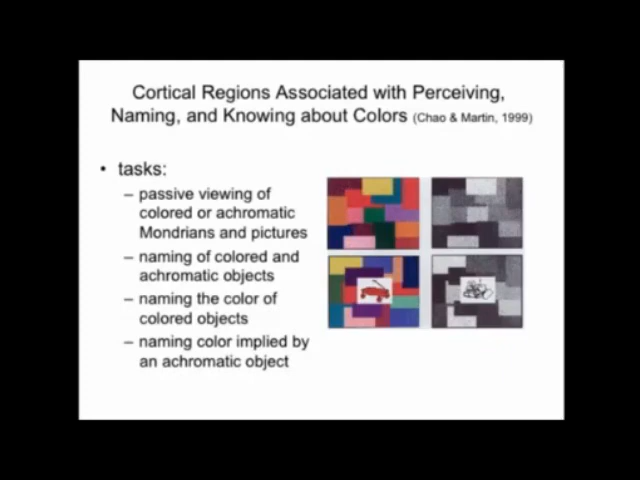 Cortical Regions Associated with Perceiving,
Naming, and Knowing about Colors (Chao & Martin, 1999)
• tasks:
– passive viewing of
colored or achromatic
Mondrians and pictures
– naming of colored and
achromatic objects
– naming the color of
colored objects
– naming color implied by
an achromatic object